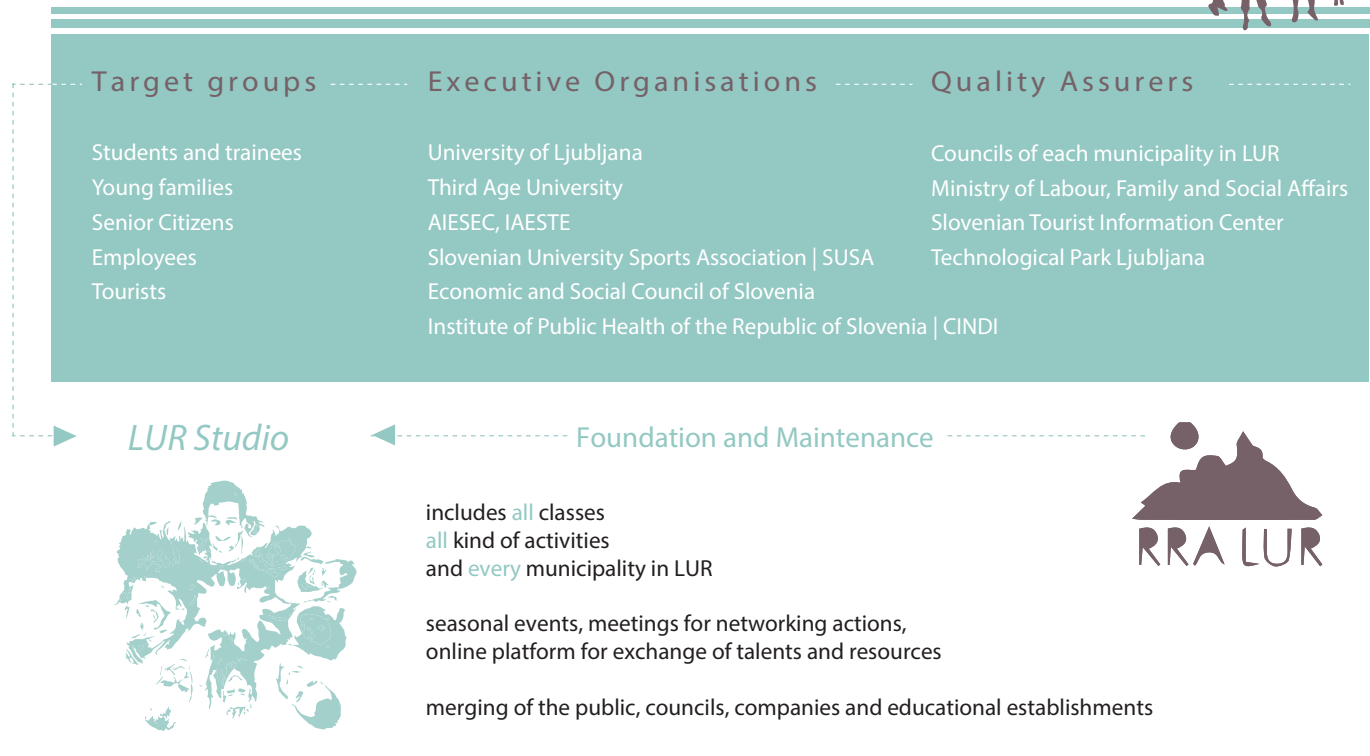 Target groups
Students and trainees
Young families
Senior Citizens
Employees
Tourists
Executive Organisations
University of Ljubljana
Third Age University
AIESEC, IAESTE
Slovenian University Sports Association | SUSA
Economic and Social Council of Slovenia
Institute of Public Health of the Republic of Slovenia | CINDI
Quality Assurers
Councils of each municipality in LUR
Ministry of Labour, Family and Social Affairs
Slovenian Tourist Information Center
Technological Park Ljubljana
LUR Studio
Foundation and Maintenance
RRA LUR
includes all classes
all kind of activities
and every municipality in LUR
seasonal events, meetings for networking actions,
online platform for exchange of talents and resources
merging of the public, councils, companies and educational establishments